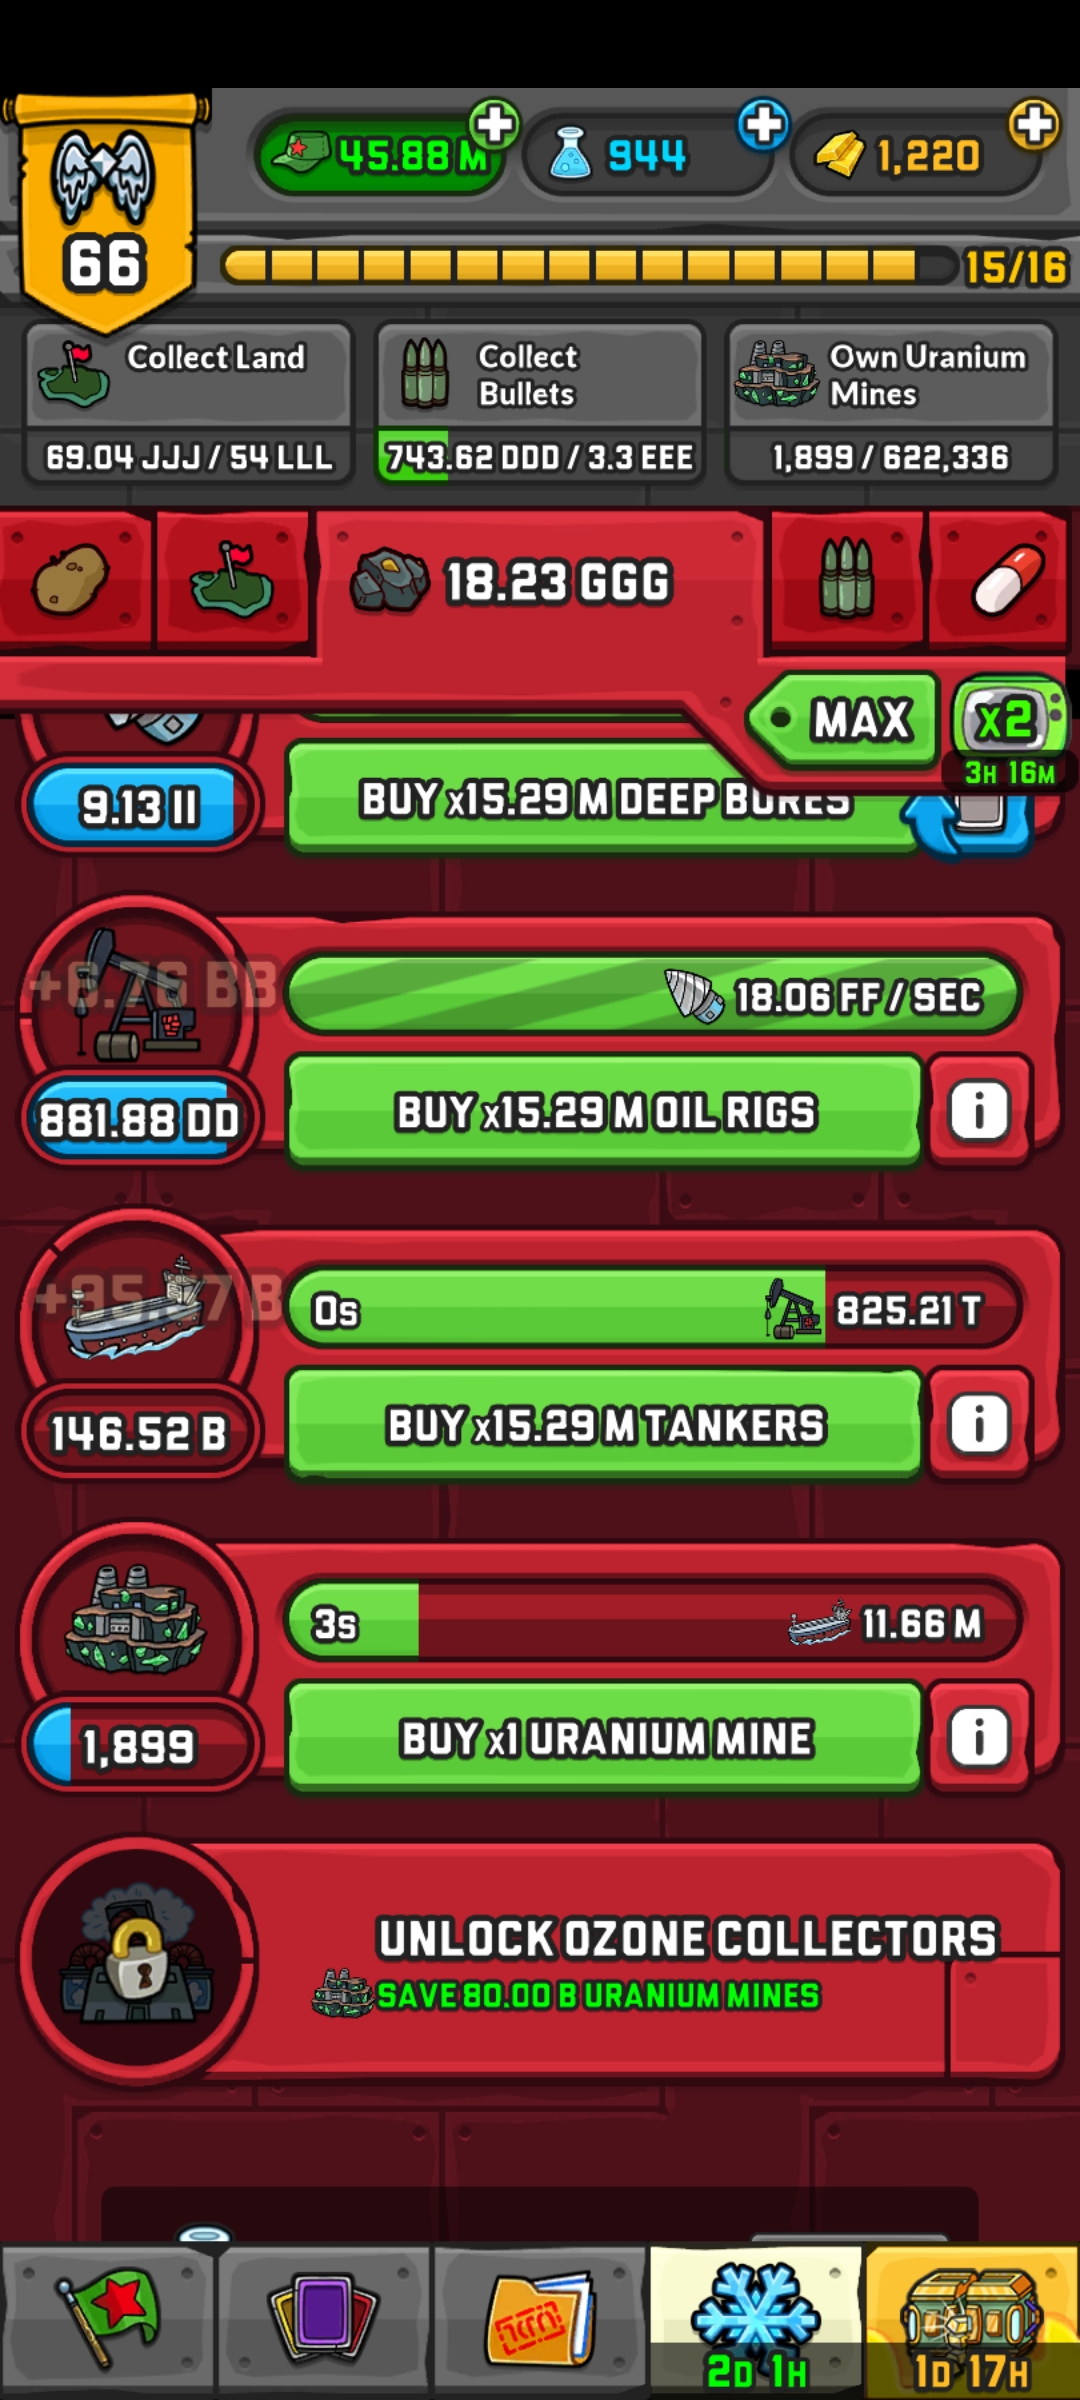 45.88 M
944
1,220
66
15/16
Collect Land
69.04 JJJ / 54 LLL
Collect
Bullets
743.62 DDD / 3.3 EEE
Own Uranium
Mines
1,899 / 622,336
18.23 GGG
MAX
x2
3H 16M
9.13 II
BUY x15.29 M DEEP BORES
+6.76 BB
18.06 FF / SEC
881.88 DD
BUY x15.29 M OIL RIGS
i
0s
825.21 T
146.52 B
BUY x15.29 M TANKERS
i
3s
11.66 M
1,899
BUY x1 URANIUM MINE
i
UNLOCK OZONE COLLECTORS
SAVE 80.00 B URANIUM MINES
2D 1H
1D 17H